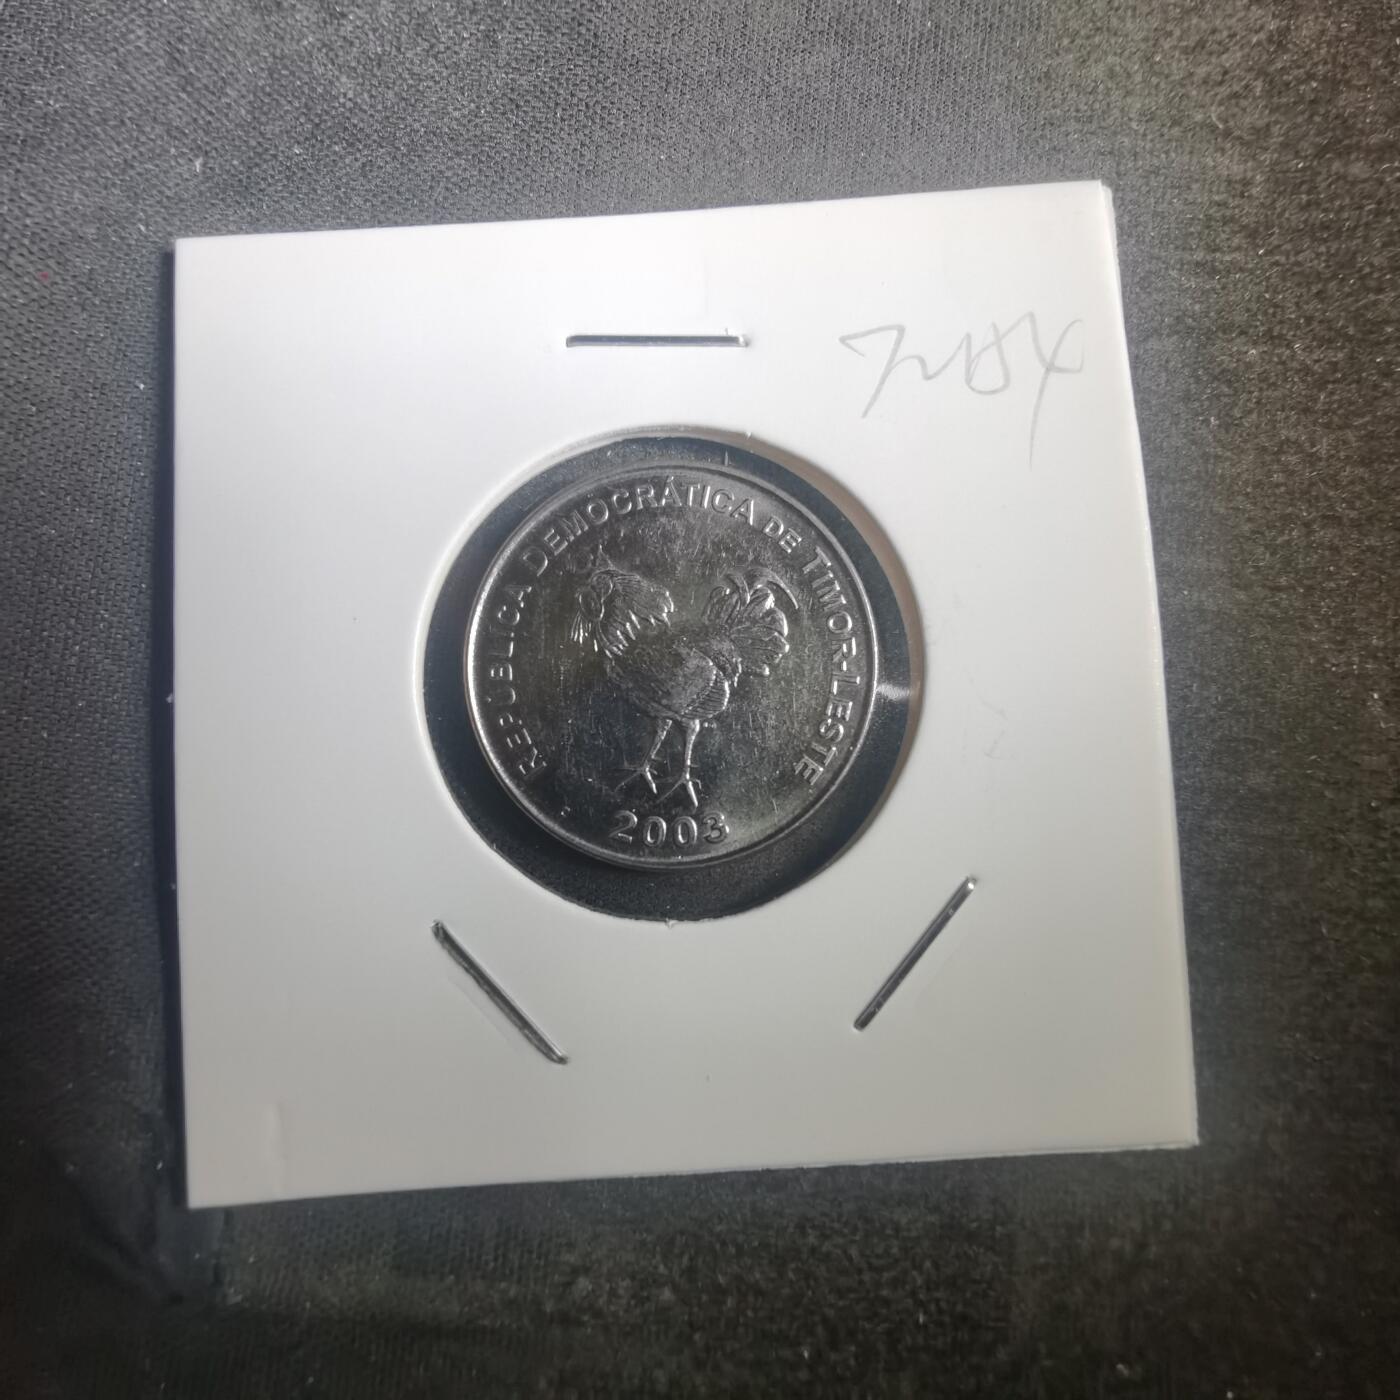 REPÚBLICA DEMOCRÁTICA DE TIMOR-LESTE
2003